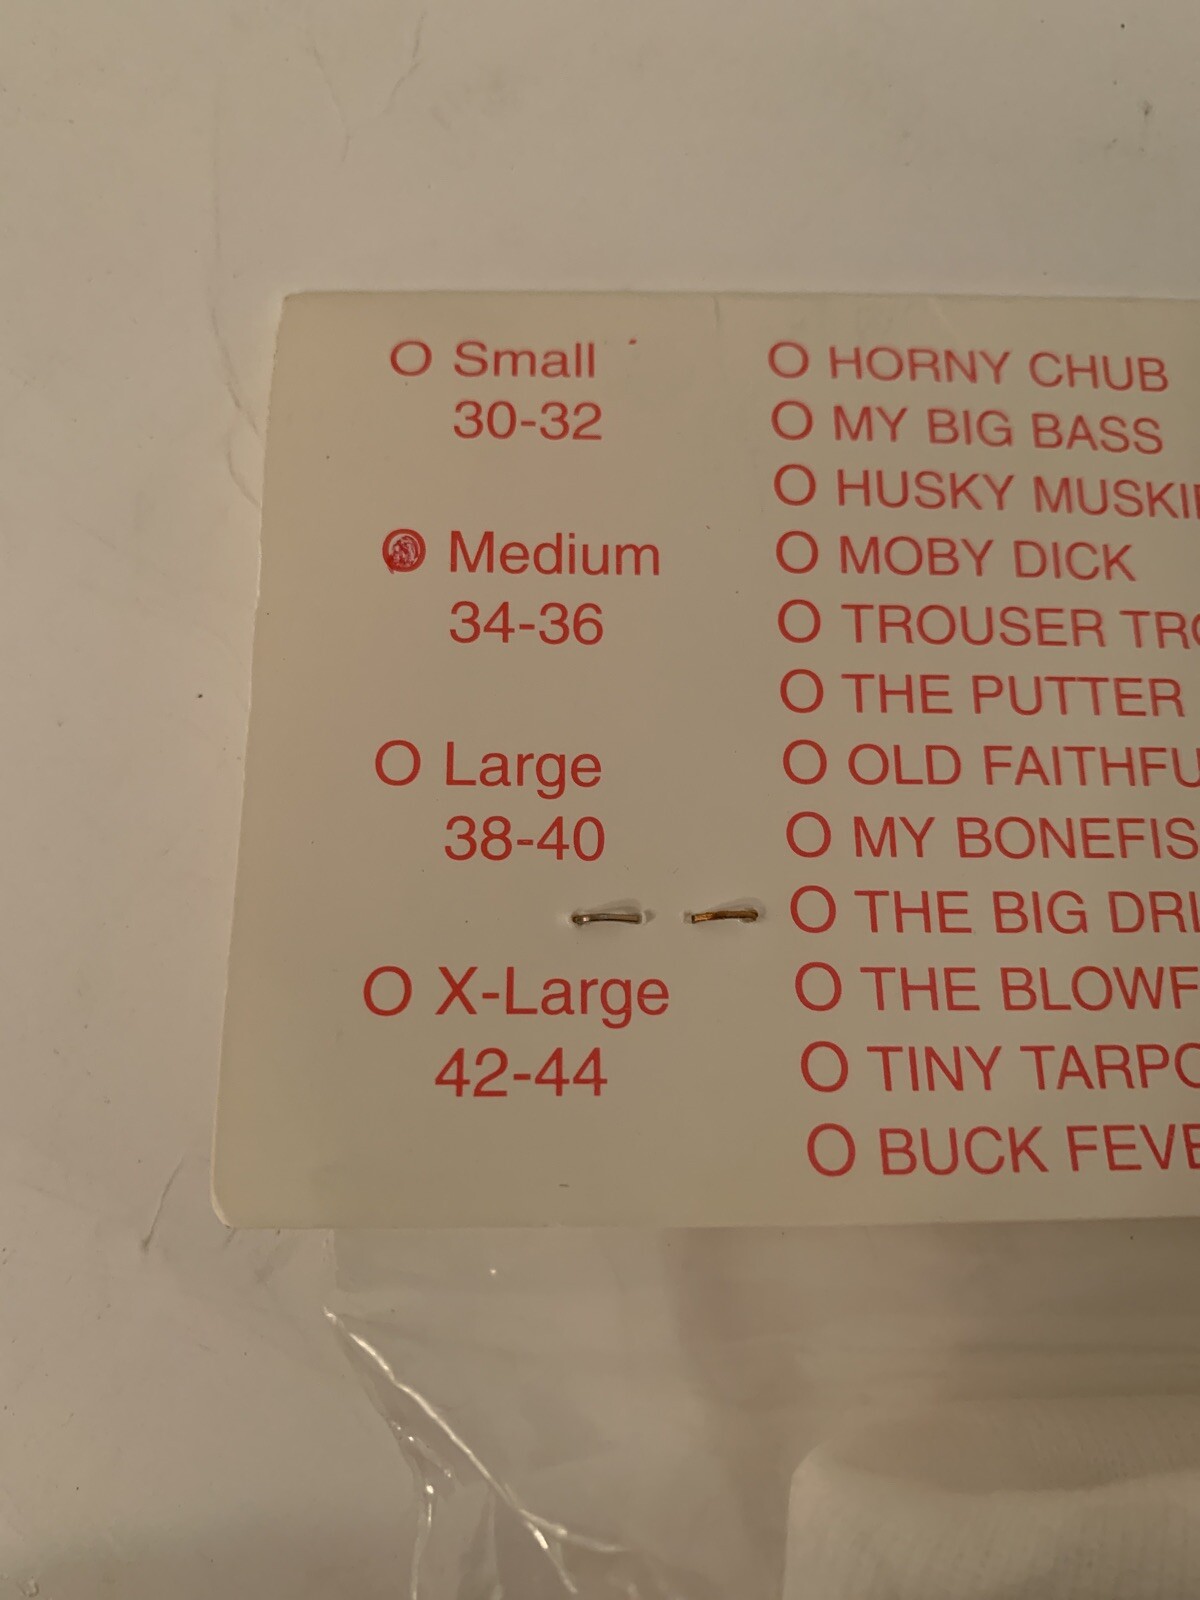 Small
30-32
Medium
34-36
Large
38-40
X-Large
42-44
HORNY CHUB
MY BIG BASS
HUSKY
MOBY DICK
TROUSER
THE PUTTER
OLD
MY
THE BIG
THE
TINY
BUCK